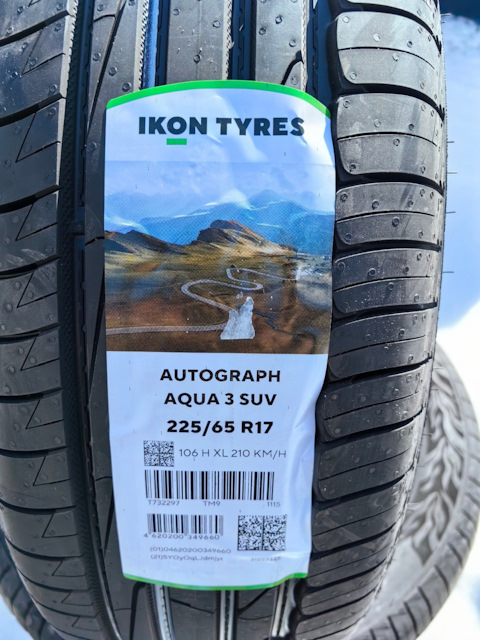 IKON TYRES
AUTOGRAPH
AQUA 3 SUV
225/65 R17
106 H XL 210 KM/H
T732297 TM9 1115
4 620200 349660
(01)04620200349660